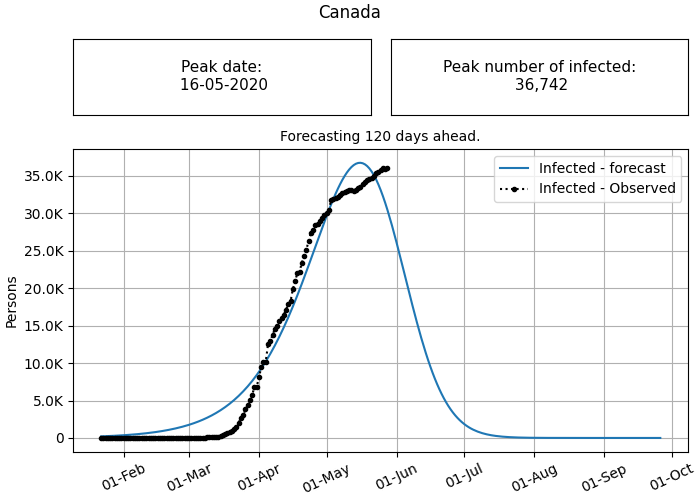 Canada
Peak date:
16-05-2020
Peak number of infected:
36,742
Forecasting 120 days ahead.
Infected - forecast
Infected - Observed
Persons
35.0K
30.0K
25.0K
20.0K
15.0K
10.0K
5.0K
0
01-Feb
01-Mar
01-Apr
01-May
01-Jun
01-Jul
01-Aug
01-Sep
01-Oct